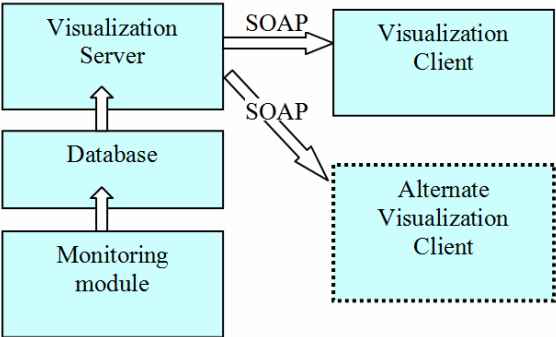 Visualization
Server
SOAP
Visualization
Client
SOAP
Database
Alternate
Visualization
Client
Monitoring
module